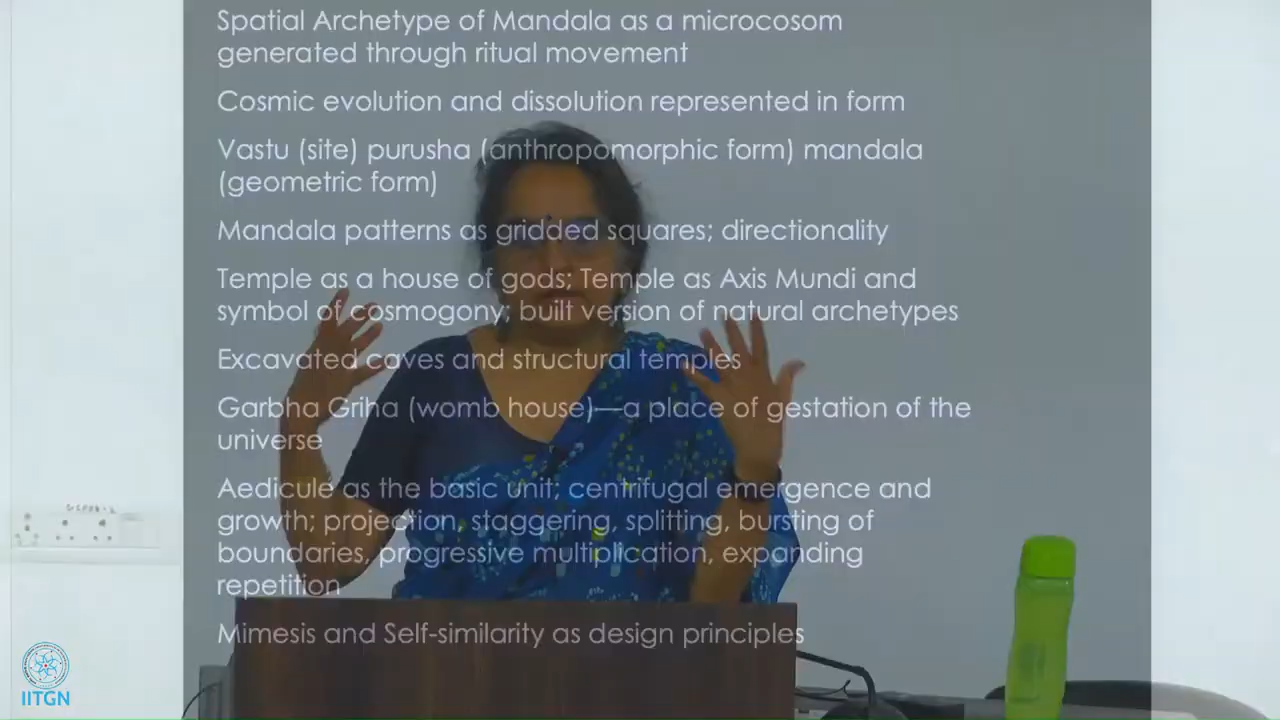 Spatial Archetype of Mandala as a microcosom
generated through ritual movement
Cosmic evolution and dissolution represented in form
Vastu (site) purusha (anthropomorphic form) mandala
(geometric form)
Mandala patterns as gridded squares; directionality
Temple as a house of gods; Temple as Axis Mundi and
symbol of cosmogony; built version of natural archetypes
Excavated caves and structural temples
Garbha Griha (womb house)—a place of gestation of the
universe
Aedicule as the basic unit; centrifugal emergence and
growth; projection, staggering, splitting, bursting of
boundaries, progressive multiplication, expanding
repetition
Mimesis and Self-similarity as design principles
IITGN